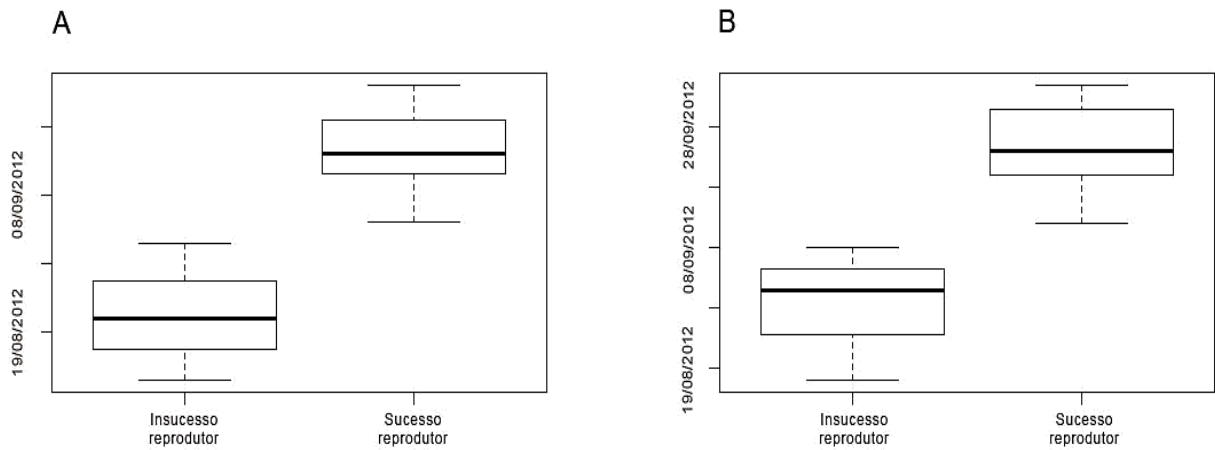 A
08/09/2012
19/08/2012
Insucesso
reprodutor
Sucesso
reprodutor
B
28/09/2012
08/09/2012
19/08/2012
Insucesso
reprodutor
Sucesso
reprodutor